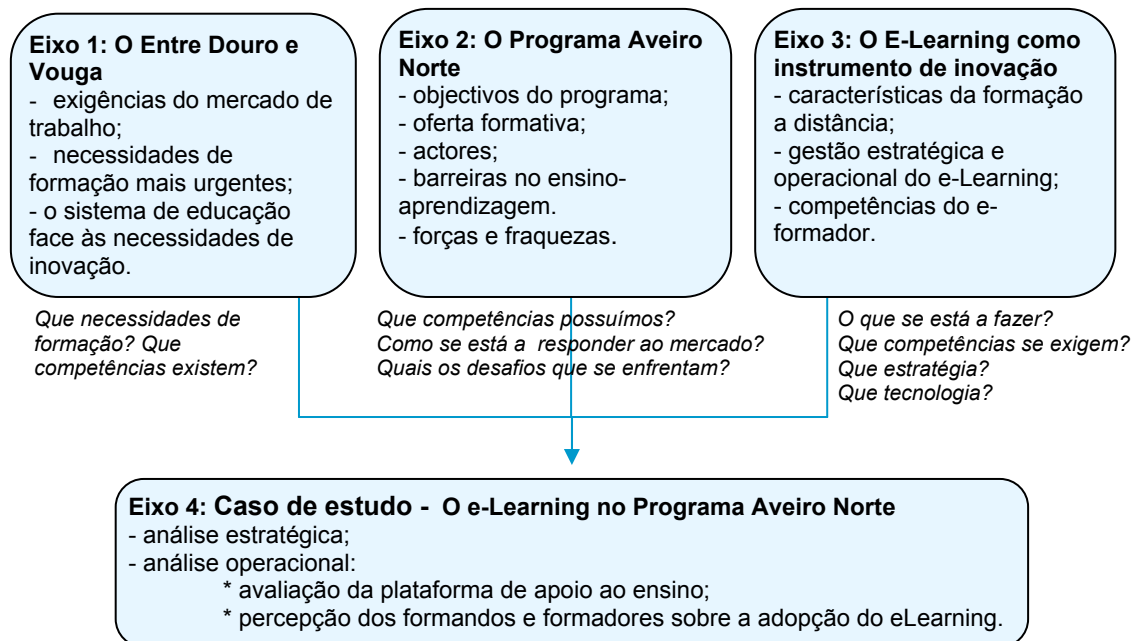 Eixo 1: O Entre Douro e
Vouga
- exigências do mercado de
trabalho;
- necessidades de
formação mais urgentes;
- o sistema de educação
face às necessidades de
inovação.
Eixo 2: O Programa Aveiro
Norte
- objectivos do programa;
- oferta formativa;
- actores;
- barreiras no ensino-
aprendizagem.
- forças e fraquezas.
Eixo 3: O E-Learning como
instrumento de inovação
- características da formação
a distância;
- gestão estratégica e
operacional do e-Learning;
- competências do e-
formador.
Que necessidades de
formação? Que
competências existem?
Que competências possuímos?
Como se está a responder ao mercado?
Quais os desafios que se enfrentam?
O que se está a fazer?
Que competências se exigem?
Que estratégia?
Que tecnologia?
Eixo 4: Caso de estudo - O e-Learning no Programa Aveiro Norte
- análise estratégica;
- análise operacional:
* avaliação da plataforma de apoio ao ensino;
* percepção dos formandos e formadores sobre a adopção do eLearning.